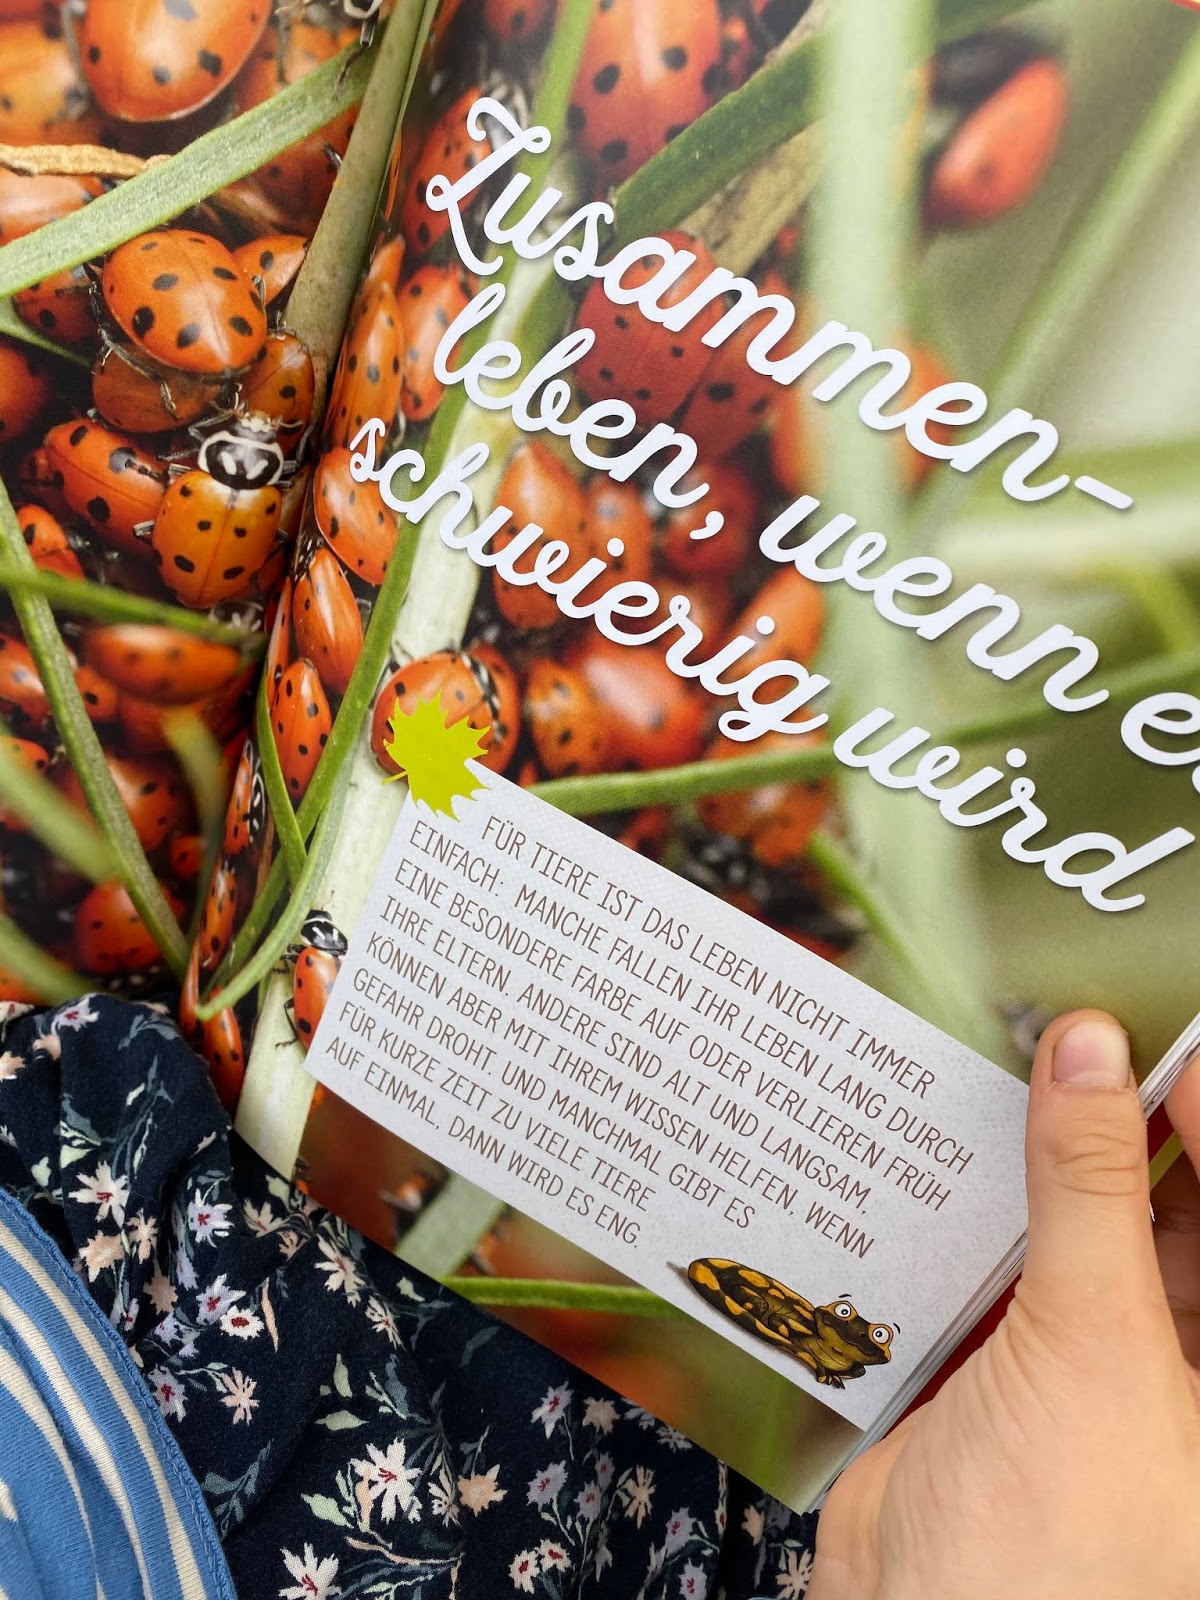 Zusammen-
leben, wenn
schwierig wird
FÜR TIERE IST DAS LEBEN NICHT IMMER
EINFACH: MANCHE FALLEN IHR LEBEN LANG DURCH
EINE BESONDERE FARBE AUF ODER VERLIEREN FRÜH
IHRE ELTERN. ANDERE SIND ALT UND LANGSAM,
KÖNNEN ABER MIT IHREM WISSEN HELFEN, WENN
GEFAHR DROHT. UND MANCHMAL GIBT ES
FÜR KURZE ZEIT ZU VIELE TIERE
AUF EINMAL, DANN WIRD ES ENG.